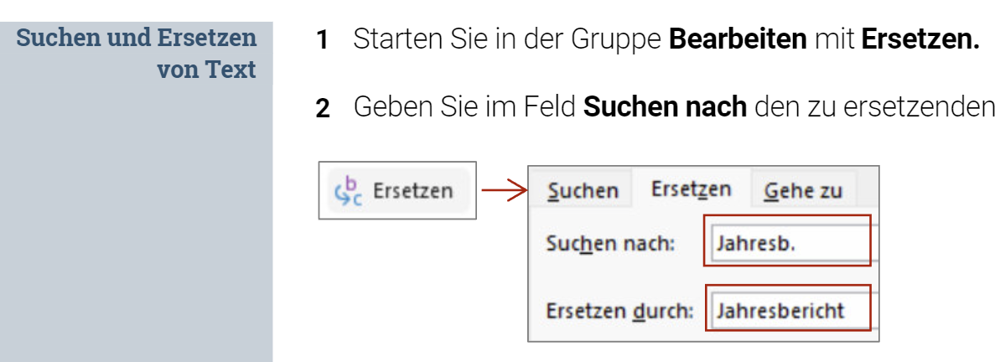 Suchen und Ersetzen
von Text
1 Starten Sie in der Gruppe Bearbeiten mit Ersetzen.
2 Geben Sie im Feld Suchen nach den zu ersetzenden
b
c
Ersetzen
Suchen Ersetzen Gehe zu
Suchen nach: Jahresb.
Ersetzen durch: Jahresbericht